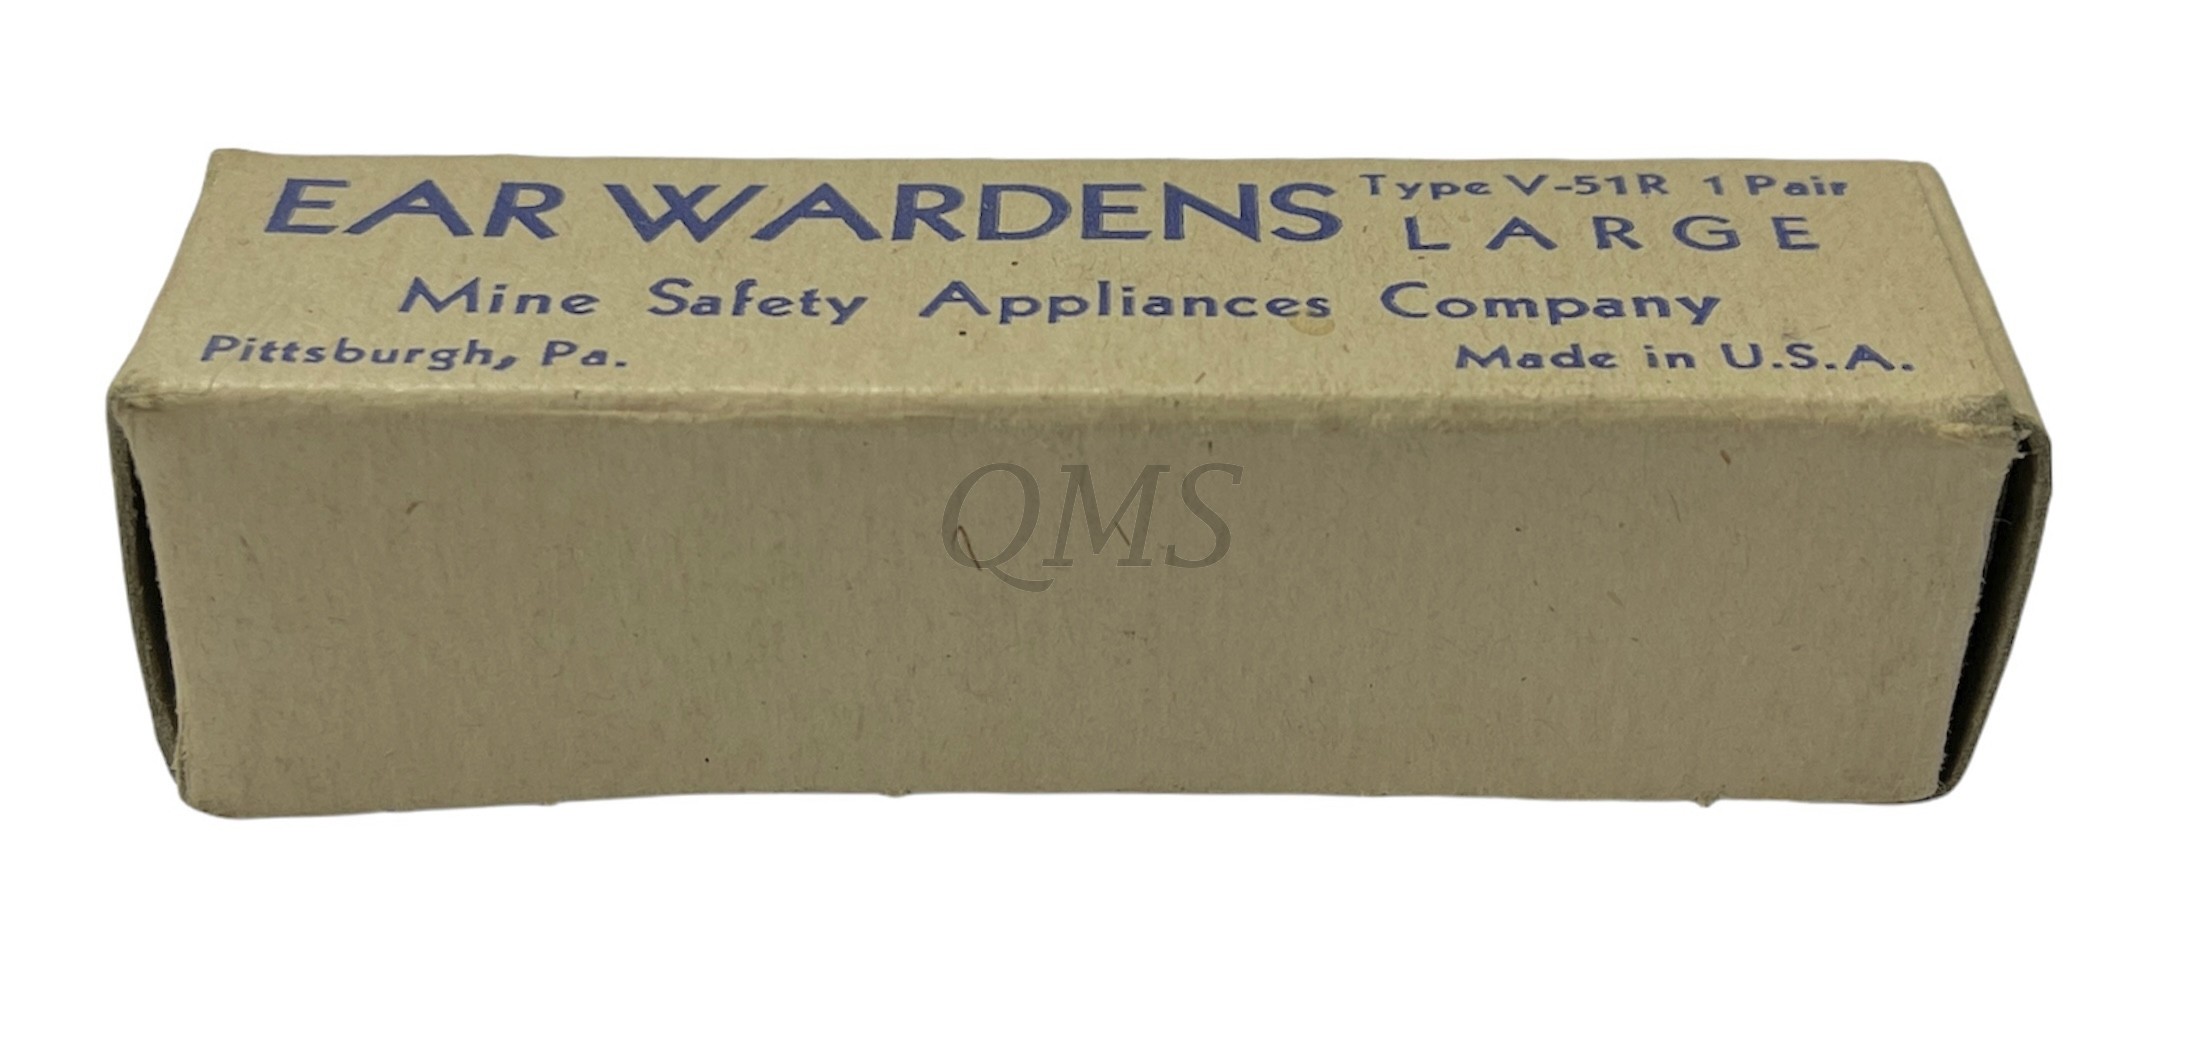 EAR WARDENS Type V-51R 1 Pair
LARGE
Mine Safety Appliances Company
Pittsburgh, Pa. Made in U.S.A.
QMS